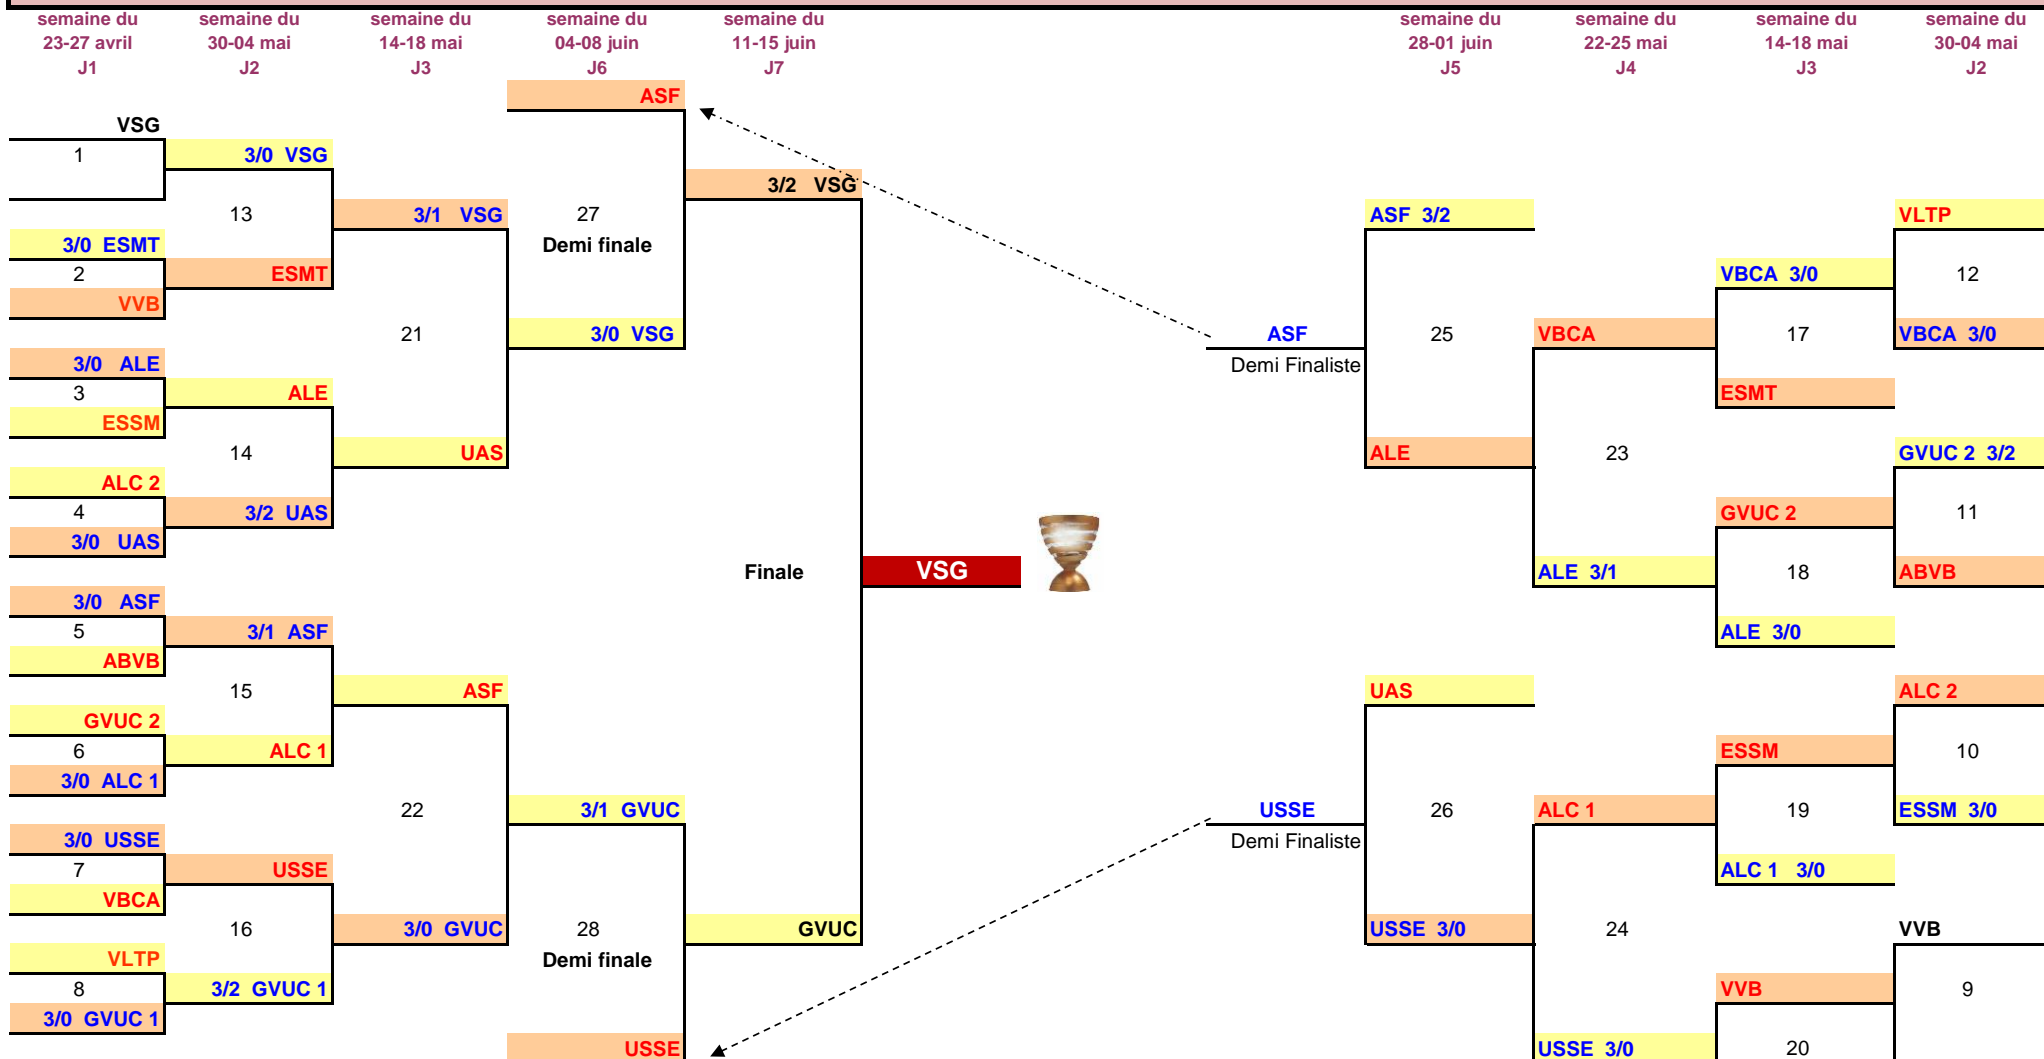 semaine du semaine du semaine du semaine du semaine du semaine du semaine du semaine du semaine du
23-27 avril 30-04 mai 14-18 mai 04-08 juin 11-15 juin 28-01 juin 22-25 mai 14-18 mai 30-04 mai
J1 J2 J3 J6 J7 J5 J4 J3 J2
ASF
VSG
1 3/0 VSG
3/2 VSG
13 3/1 VSG 27 ASF 3/2 VLTP
3/0 ESMT Demi finale
2 ESMT VBCA 3/0 12
VVB
21 3/0 VSG ASF 25 VBCA 17 VBCA 3/0
3/0 ALE Demi Finaliste
3 ALE ESMT
ESSM
14 UAS ALE 23 GVUC 2 3/2
ALC 2
4 3/2 UAS GVUC 2 11
3/0 UAS
Finale VSG ALE 3/1 18 ABVB
3/0 ASF
5 3/1 ASF ALE 3/0
ABVB
15 ASF UAS ALC 2
GVUC 2
6 ALC 1 ESSM 10
3/0 ALC 1
22 3/1 GVUC USSE 26 ALC 1 19 ESSM 3/0
3/0 USSE Demi Finaliste
7 USSE ALC 1 3/0
VBCA
16 3/0 GVUC 28 GVUC USSE 3/0 24 VVB
VLTP Demi finale
8 3/2 GVUC 1 VVB 9
3/0 GVUC 1
USSE USSE 3/0 20